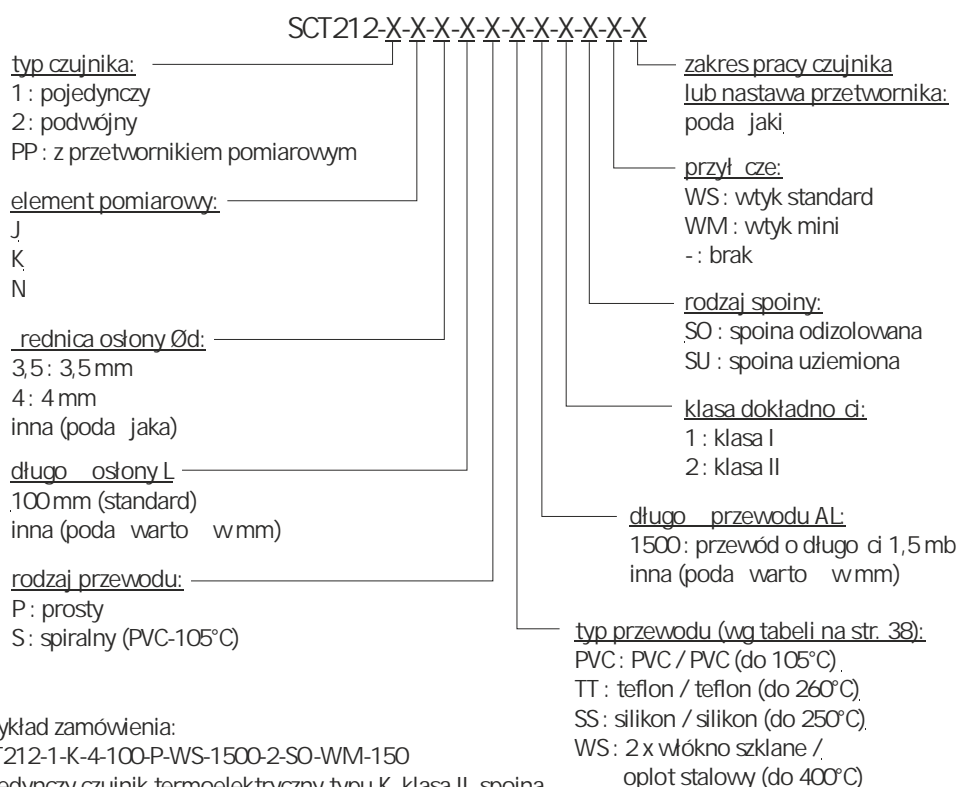 SCT212-X-X-X-X-X-X-X-X-X-X-X
typ czujnika:
1 : pojedynczy
2 : podwójny
PP : z przetwornikiem pomiarowym
element pomiarowy:
J
K
N
rednica osłony Ød:
3,5 : 3,5 mm
4 : 4 mm
inna (poda jaka)
długo osłony L
100 mm (standard)
inna (poda warto w mm)
rodzaj przewodu:
P : prosty
S : spiralny (PVC-105°C)
zakres pracy czujnika
lub nastawa przetwornika:
poda jaki
przył cze:
WS : wtyk standard
WM : wtyk mini
- : brak
rodzaj spoiny:
SO : spoina odizolowana
SU : spoina uziemiona
klasa dokładno ci:
1 : klasa I
2 : klasa II
długo przewodu AL:
1500 : przewód o długo ci 1,5 mb
inna (poda warto w mm)
typ przewodu (wg tabeli na str. 38):
PVC : PVC / PVC (do 105°C)
TT : teflon / teflon (do 260°C)
SS : silikon / silikon (do 250°C)
WS : 2 x włókno szklane /
oplot stalowy (do 400°C)
ykład zamówienia:
T212-1-K-4-100-P-WS-1500-2-SO-WM-150
edynczy czujnik termoelektryczny typu K, klasa II, spoina